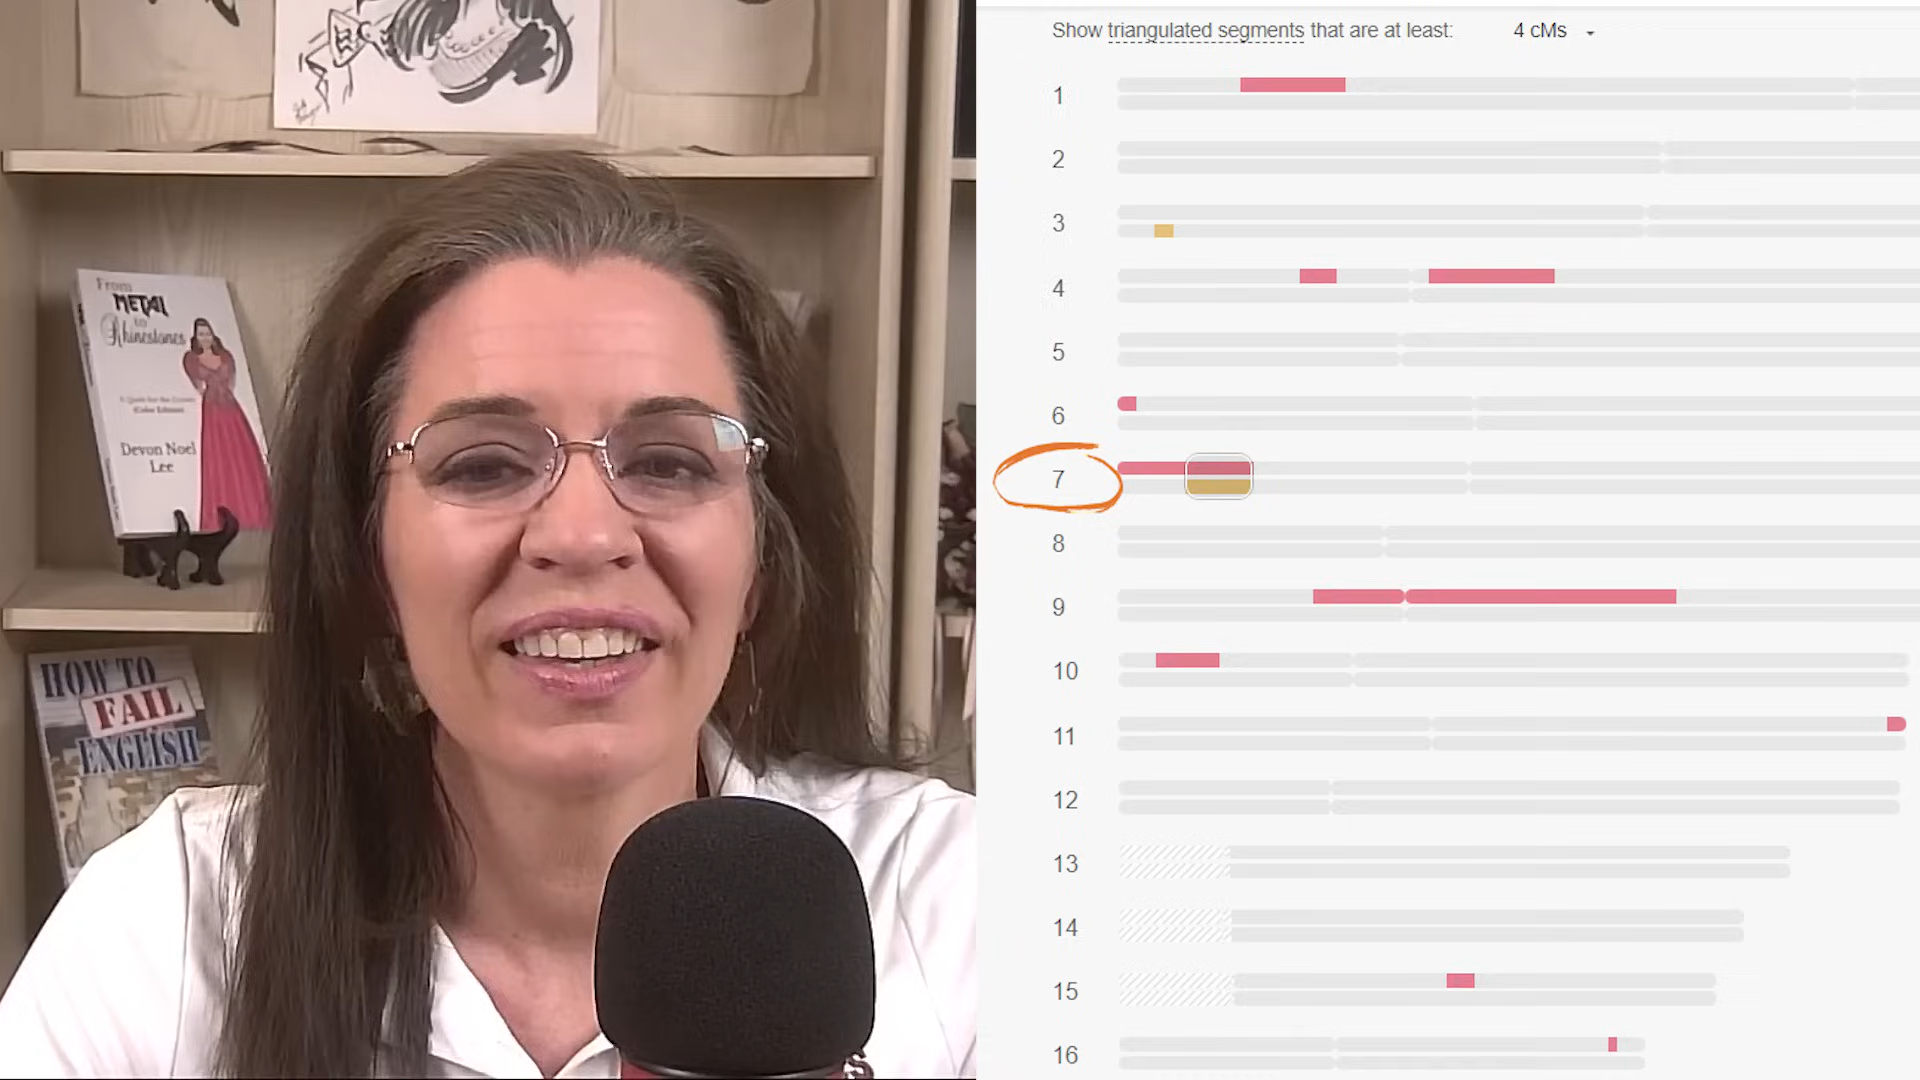 From
METAL
to
Rhinestones
Devon Noel
Lee
HOW TO
FAIL
ENGLISH
Show triangulated segments that are at least: 4 cMs
1
2
3
4
5
6
7
8
9
10
11
12
13
14
15
16